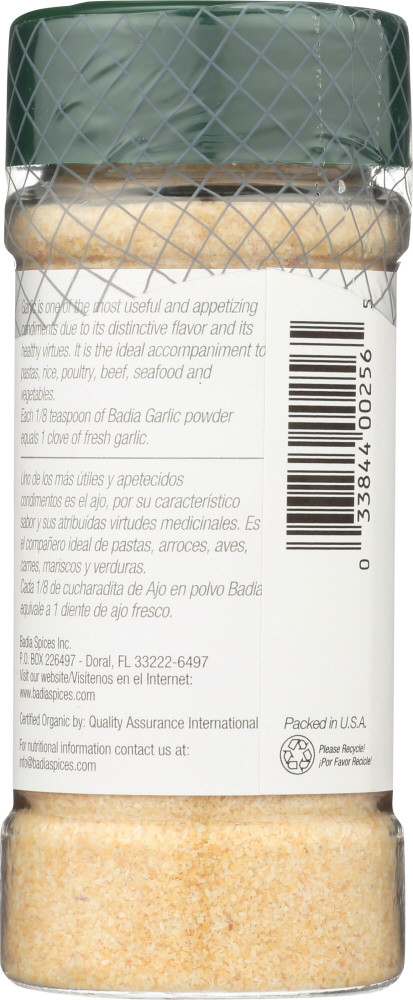 Garlic is one of the most useful and appetizing
condiments due to its distinctive flavor and its
healthy virtues. It is the ideal accompaniment to
pastas, rice, poultry, beef, seafood and
vegetables.
Each 1/8 teaspoon of Badia Garlic powder
equals 1 clove of fresh garlic.
Uno de los más útiles y apetecidos
condimentos es el ajo, por su característico
sabor y sus atribuidas virtudes medicinales. Es
el compañero ideal de pastas, arroces, aves,
carnes, mariscos y verduras.
Cada 1/8 de cucharadita de Ajo en polvo Badia
equivale a 1 diente de ajo fresco.
Badia Spices Inc.
P.O. BOX 226497 - Doral, FL 33222-6497
Visit our website/Visitenos en el Internet:
www.badiaspices.com
Certified Organic by: Quality Assurance International
For nutritional information contact us at:
info@badiaspices.com
0 33844 00256 5
Packed in U.S.A.
Please Recycle!
¡Por Favor Recicle!